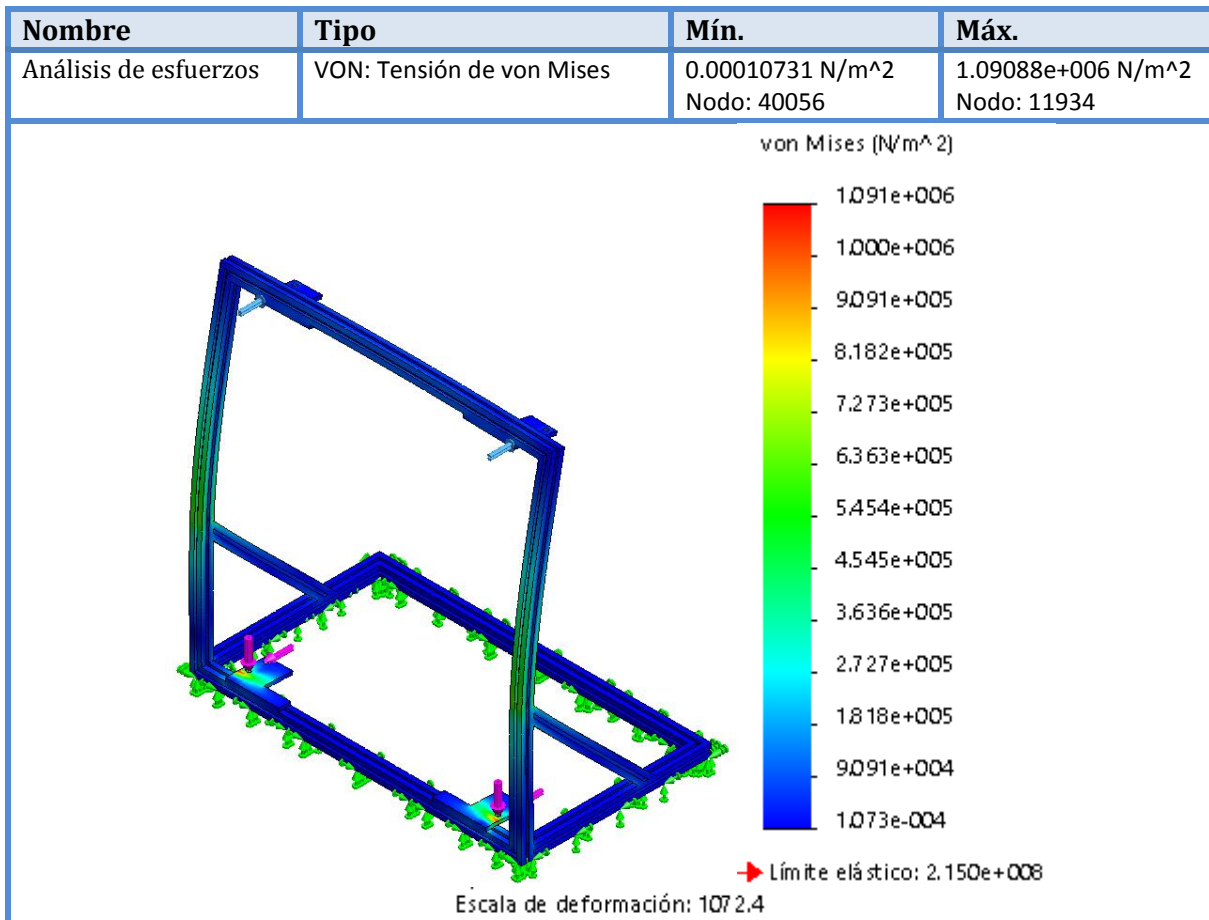 Nombre Tipo Mín. Máx.
Análisis de esfuerzos VON: Tensión de von Mises 0.00010731 N/m^2 1.09088e+006 N/m^2
Nodo: 40056 Nodo: 11934
von Mises (N/m^2)
1.091e+006
1.000e+006
9.091e+005
8.182e+005
7.273e+005
6.363e+005
5.454e+005
4.545e+005
3.636e+005
2.727e+005
1.818e+005
9.091e+004
1.073e-004
Límite elástico: 2.150e+008
Escala de deformación: 1072.4